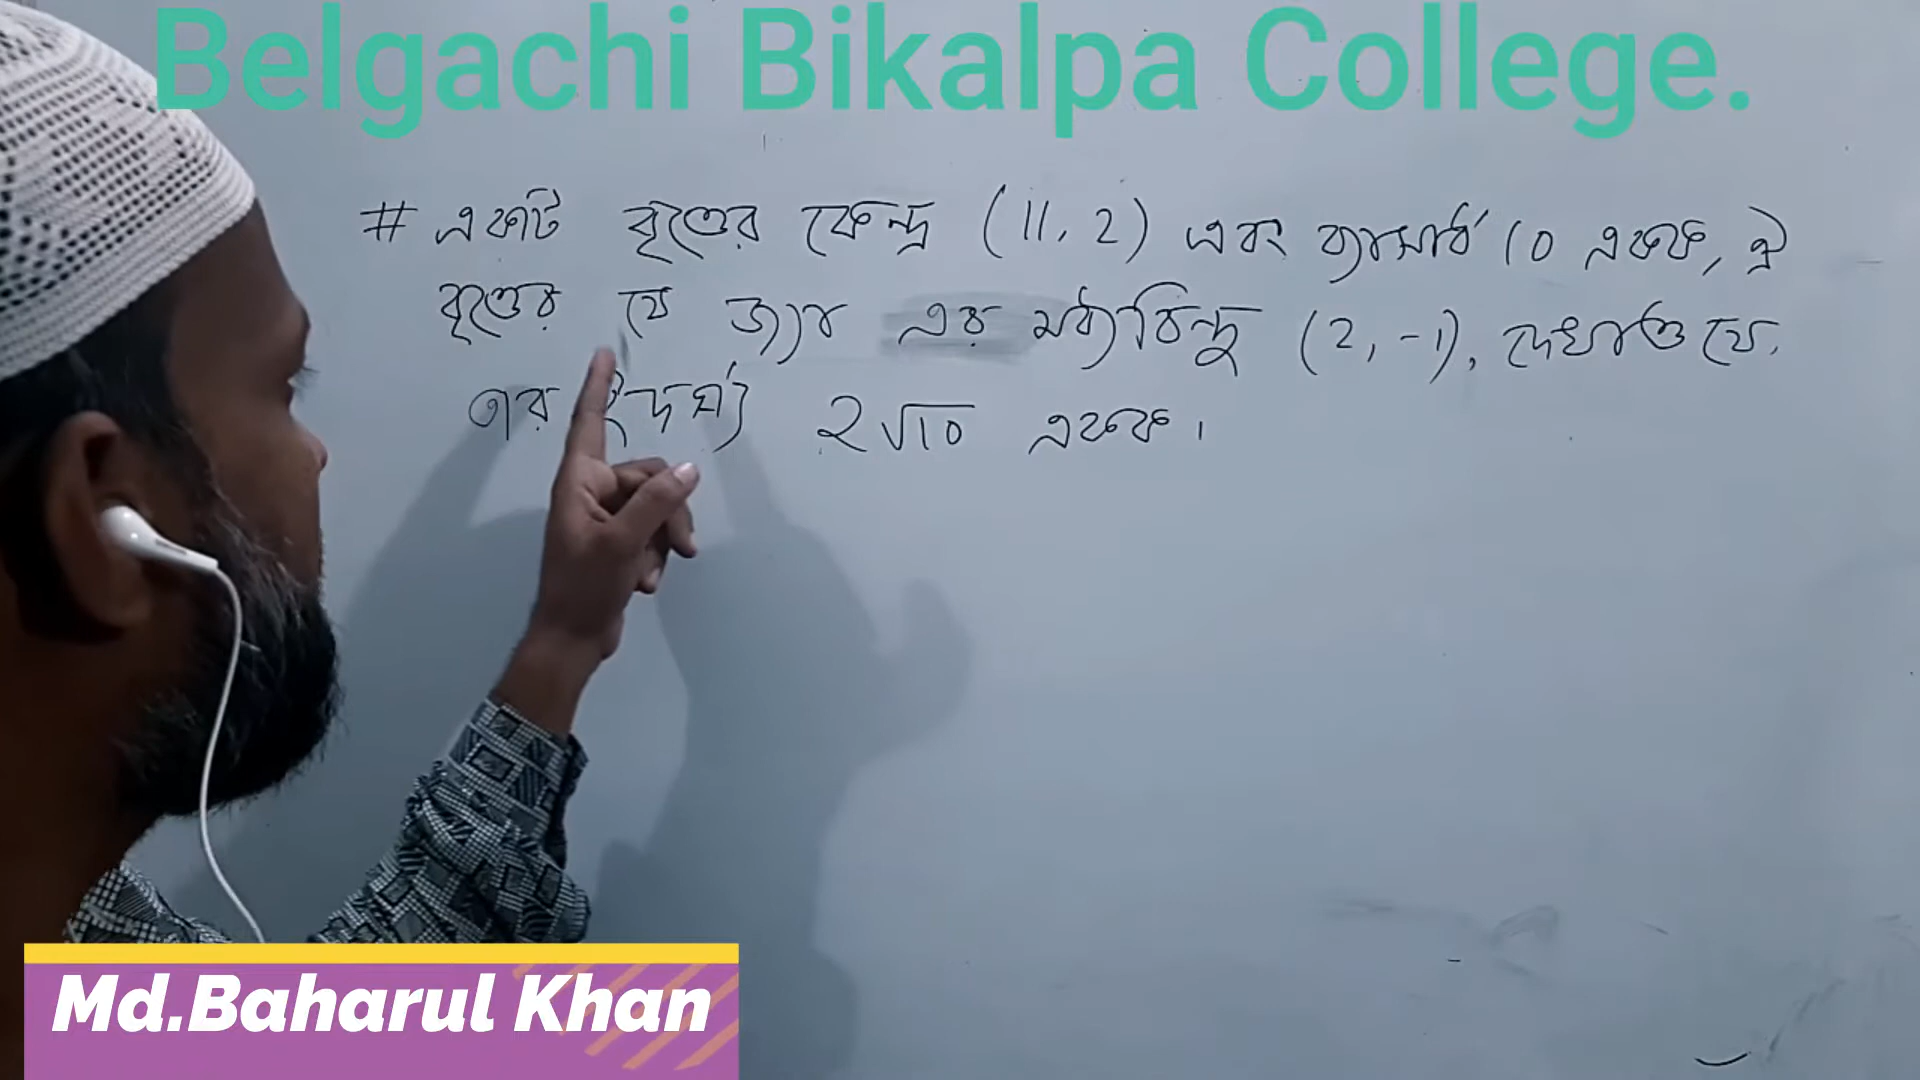 Belgachi Bikalpa College.
# একটি বৃত্তের কেন্দ্র (11, 2) এবং ব্যাসার্ধ 10 একক, ঐ
বৃত্তের যে জ্যা এর মধ্যবিন্দু (2, -1), দেখাও যে,
তার দৈর্ঘ্য 2√10 একক।
Md.Baharul Khan